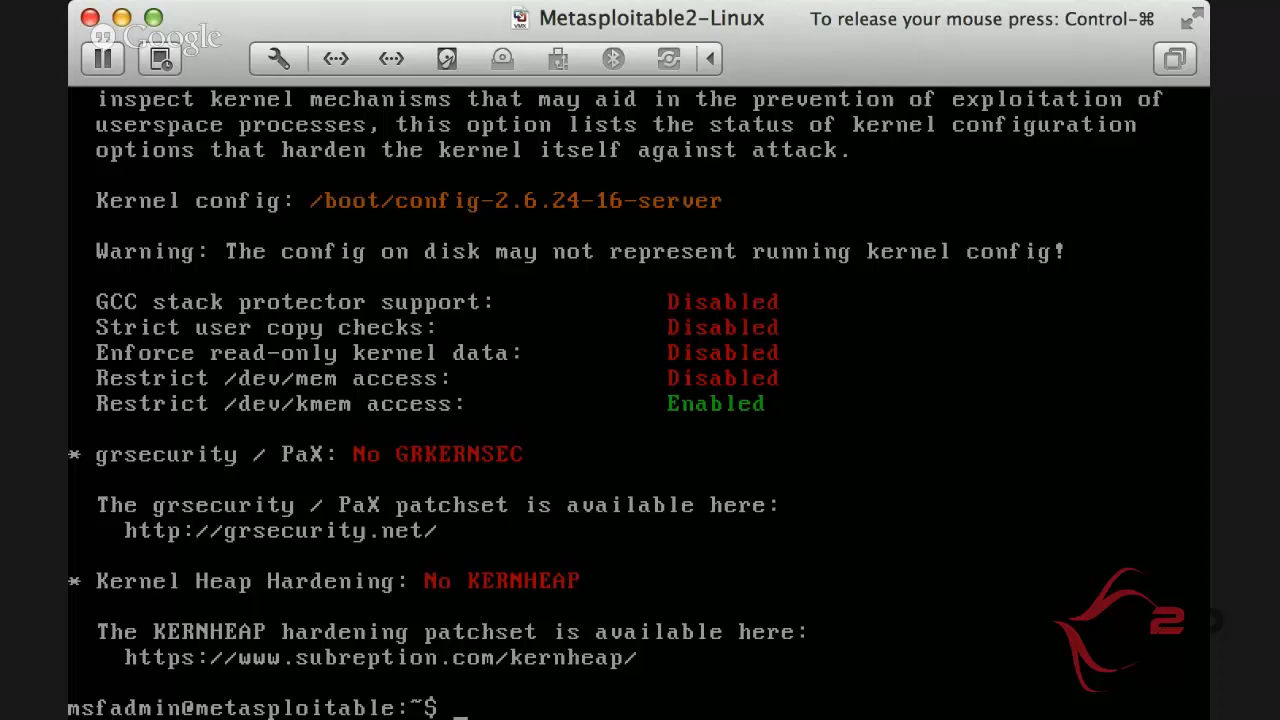 Metasploitable2-Linux
To release your mouse press: Control-⌘
Google
inspect kernel mechanisms that may aid in the prevention of exploitation of
userspace processes, this option lists the status of kernel configuration
options that harden the kernel itself against attack.
Kernel config: /boot/config-2.6.24-16-server
Warning: The config on disk may not represent running kernel config!
GCC stack protector support: Disabled
Strict user copy checks: Disabled
Enforce read-only kernel data: Disabled
Restrict /dev/mem access: Disabled
Restrict /dev/kmem access: Enabled
* grsecurity / PaX: No GRKERNSEC
The grsecurity / PaX patchset is available here:
http://grsecurity.net/
* Kernel Heap Hardening: No KERNHEAP
The KERNHEAP hardening patchset is available here:
https://www.subreption.com/kernheap/
msfadmin@metasploitable:~$ _
2